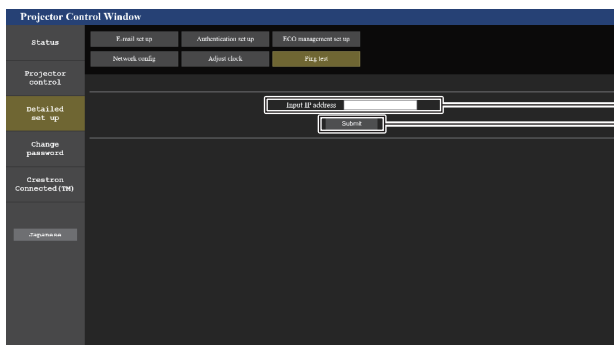 Projector Control Window
Status
E-mail set up
Authentication set up
ECO management set up
Network config
Adjust clock
Ping test
Projector
control
Detailed
set up
Input IP address
Submit
Change
password
Crestron
Connected(TM)
Japanese